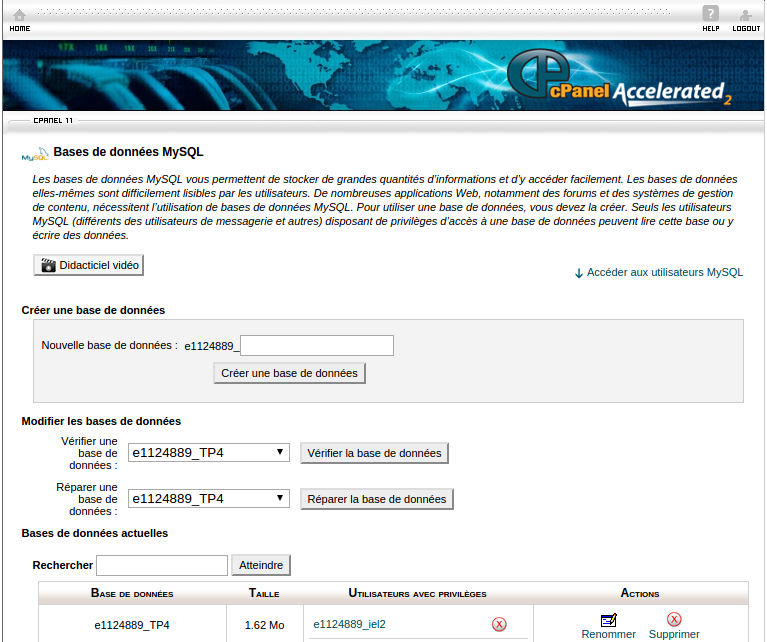 HOME
?
HELP
LOGOUT
cPanel Accelerated 2
CPANEL 11
MySQL
Bases de données MySQL
Les bases de données MySQL vous permettent de stocker de grandes quantités d'informations et d'y accéder facilement. Les bases de données
elles-mêmes sont difficilement lisibles par les utilisateurs. De nombreuses applications Web, notamment des forums et des systèmes de gestion
de contenu, nécessitent l'utilisation de bases de données MySQL. Pour utiliser une base de données, vous devez la créer. Seuls les utilisateurs
MySQL (différents des utilisateurs de messagerie et autres) disposant de privilèges d'accès à une base de données peuvent lire cette base ou y
écrire des données.
Didacticiel vidéo
Accéder aux utilisateurs MySQL
Créer une base de données
Nouvelle base de données : e1124889_
Créer une base de données
Modifier les bases de données
Vérifier une
base de
données :
e1124889_TP4
Vérifier la base de données
Réparer une
base de
données :
e1124889_TP4
Réparer la base de données
Bases de données actuelles
Rechercher
Atteindre
BASE DE DONNÉES TAILLE UTILISATEURS AVEC PRIVILÈGES ACTIONS
e1124889_TP4 1.62 Mo e1124889_iel2
Renommer Supprimer